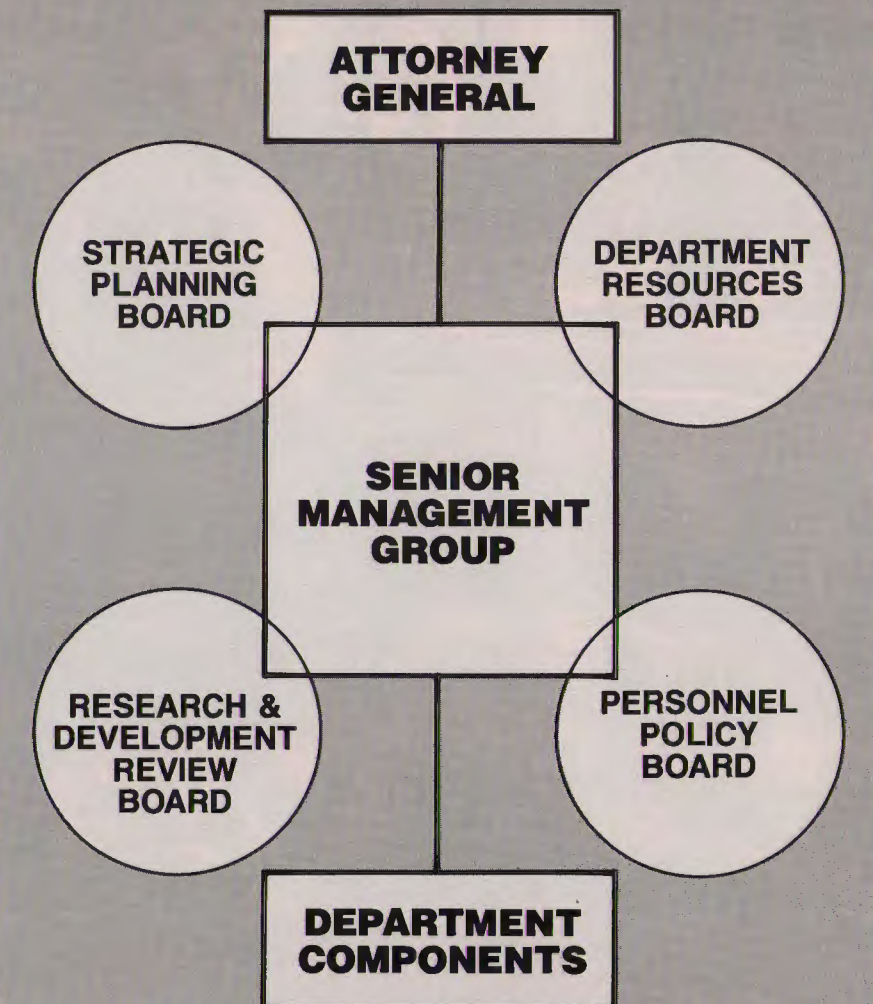 ATTORNEY
GENERAL
STRATEGIC
PLANNING
BOARD
DEPARTMENT
RESOURCES
BOARD
SENIOR
MANAGEMENT
GROUP
RESEARCH &
DEVELOPMENT
REVIEW
BOARD
PERSONNEL
POLICY
BOARD
DEPARTMENT
COMPONENTS